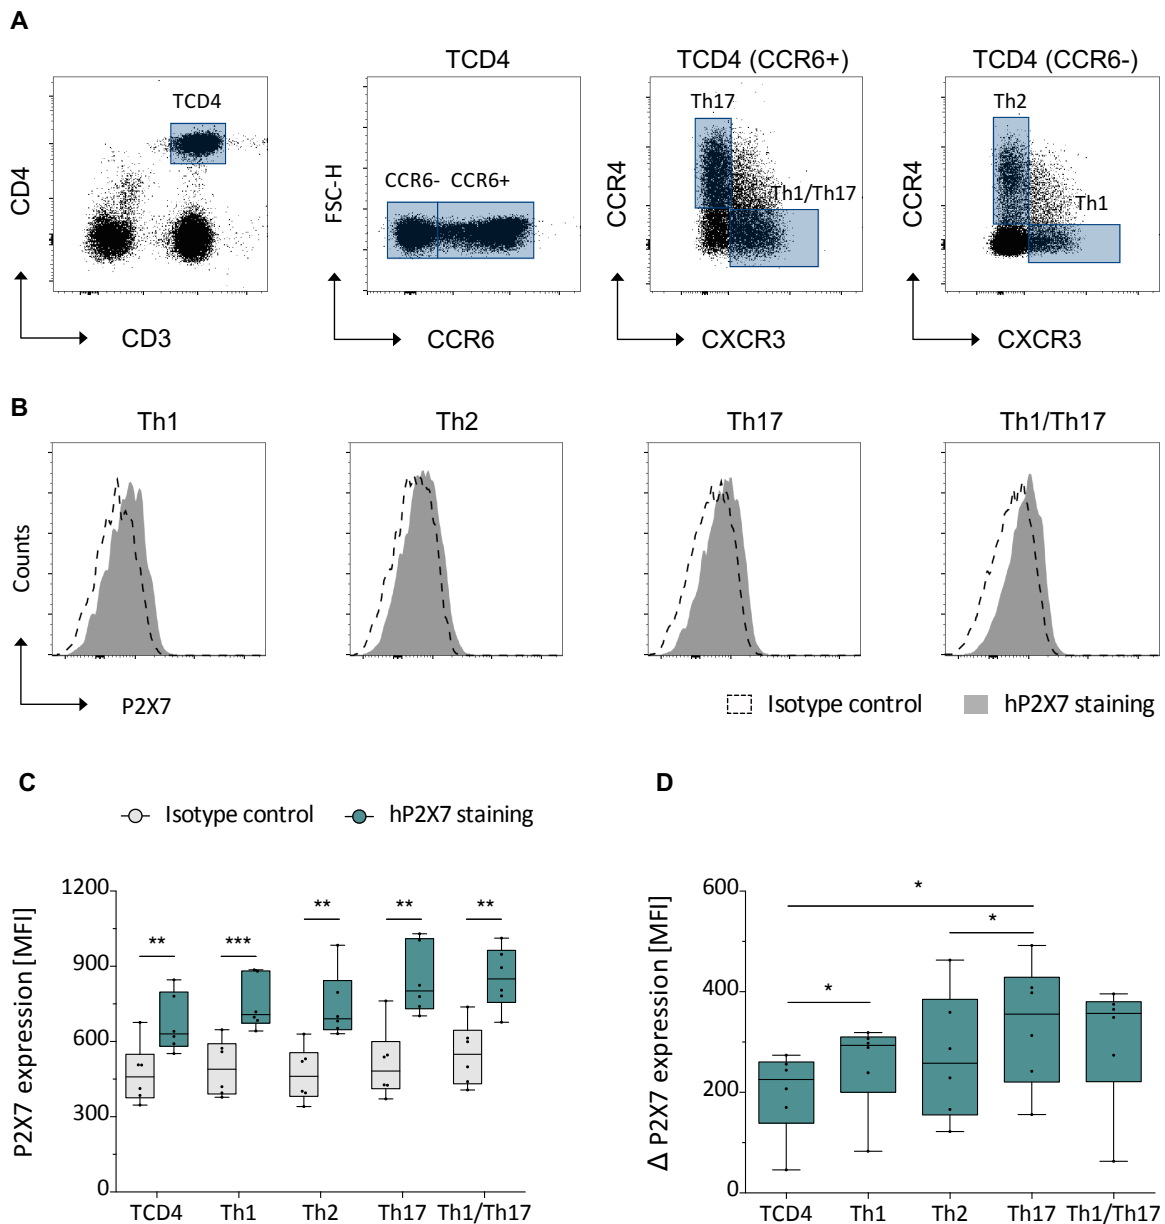 A
TCD4
TCD4 (CCR6+)
TCD4 (CCR6-)
TCD4
CD4
CD3
CCR6- CCR6+
FSC-H
CCR6
Th17
Th1/Th17
CCR4
CXCR3
Th2
Th1
CCR4
CXCR3
B
Th1
Th2
Th17
Th1/Th17
Counts
P2X7
Isotype control
hP2X7 staining
C
Isotype control
hP2X7 staining
P2X7 expression [MFI]
1200
900
600
300
0
**
***
**
**
**
TCD4
Th1
Th2
Th17
Th1/Th17
D
Δ P2X7 expression [MFI]
600
400
200
0
*
*
*
TCD4
Th1
Th2
Th17
Th1/Th17